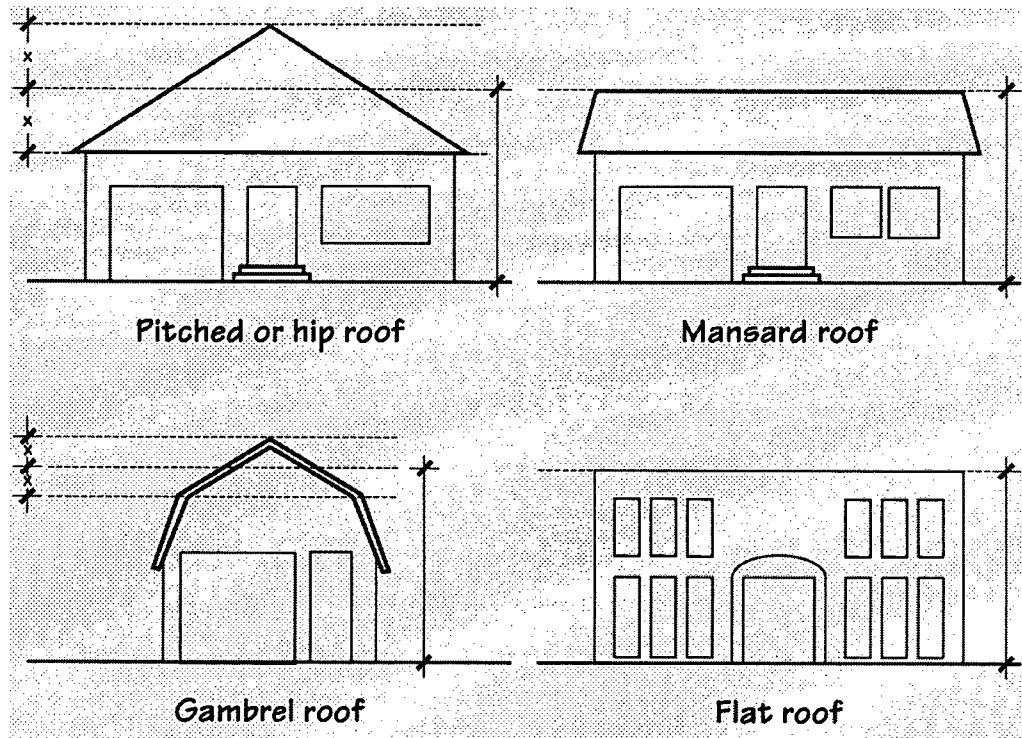 x
x
Pitched or hip roof
Mansard roof
x
x
Gambrel roof
Flat roof